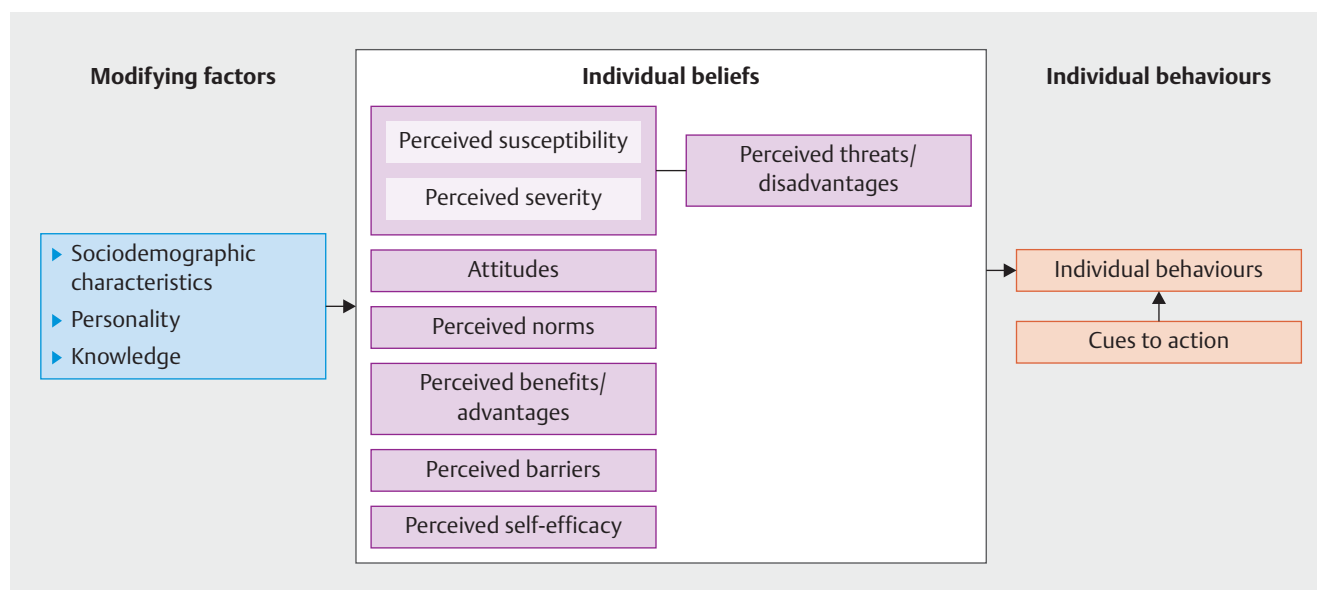 Modifying factors
Sociodemographic
characteristics
Personality
Knowledge
Individual beliefs
Perceived susceptibility
Perceived severity
Perceived threats/
disadvantages
Attitudes
Perceived norms
Perceived benefits/
advantages
Perceived barriers
Perceived self-efficacy
Individual behaviours
Individual behaviours
Cues to action